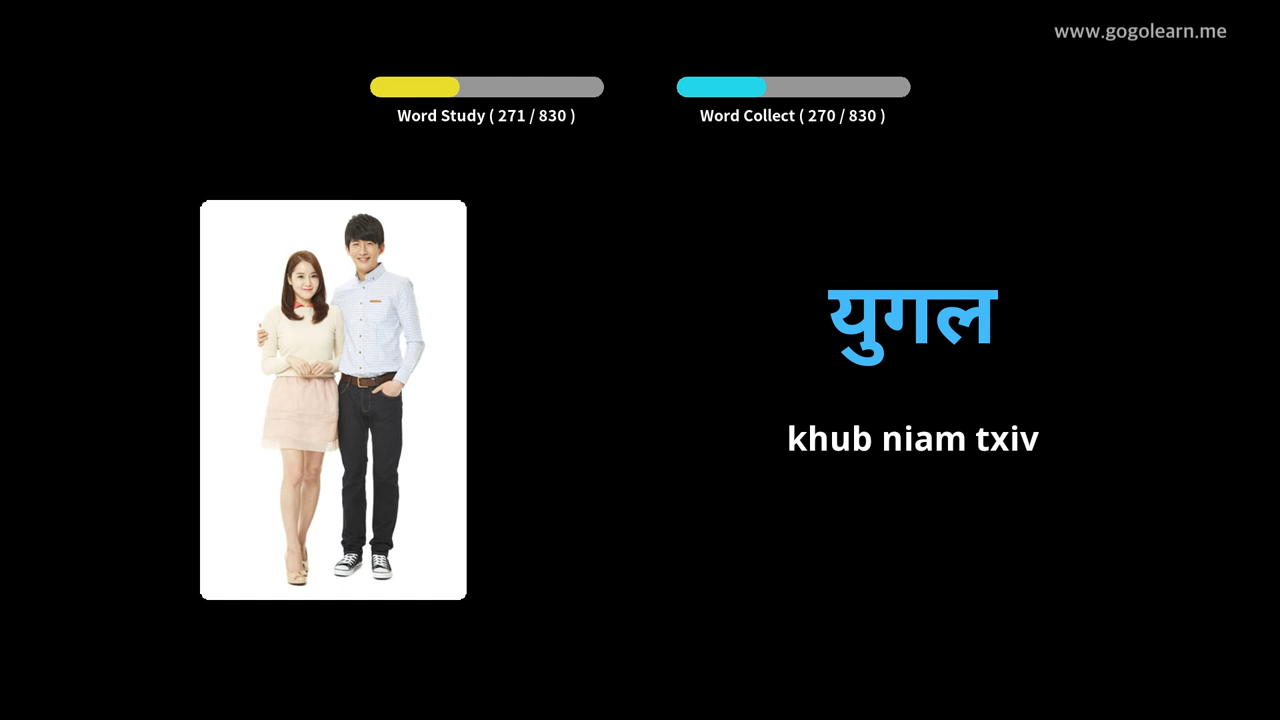 www.gogolearn.me
Word Study ( 271 / 830 )
Word Collect ( 270 / 830 )
युगल
khub niam txiv